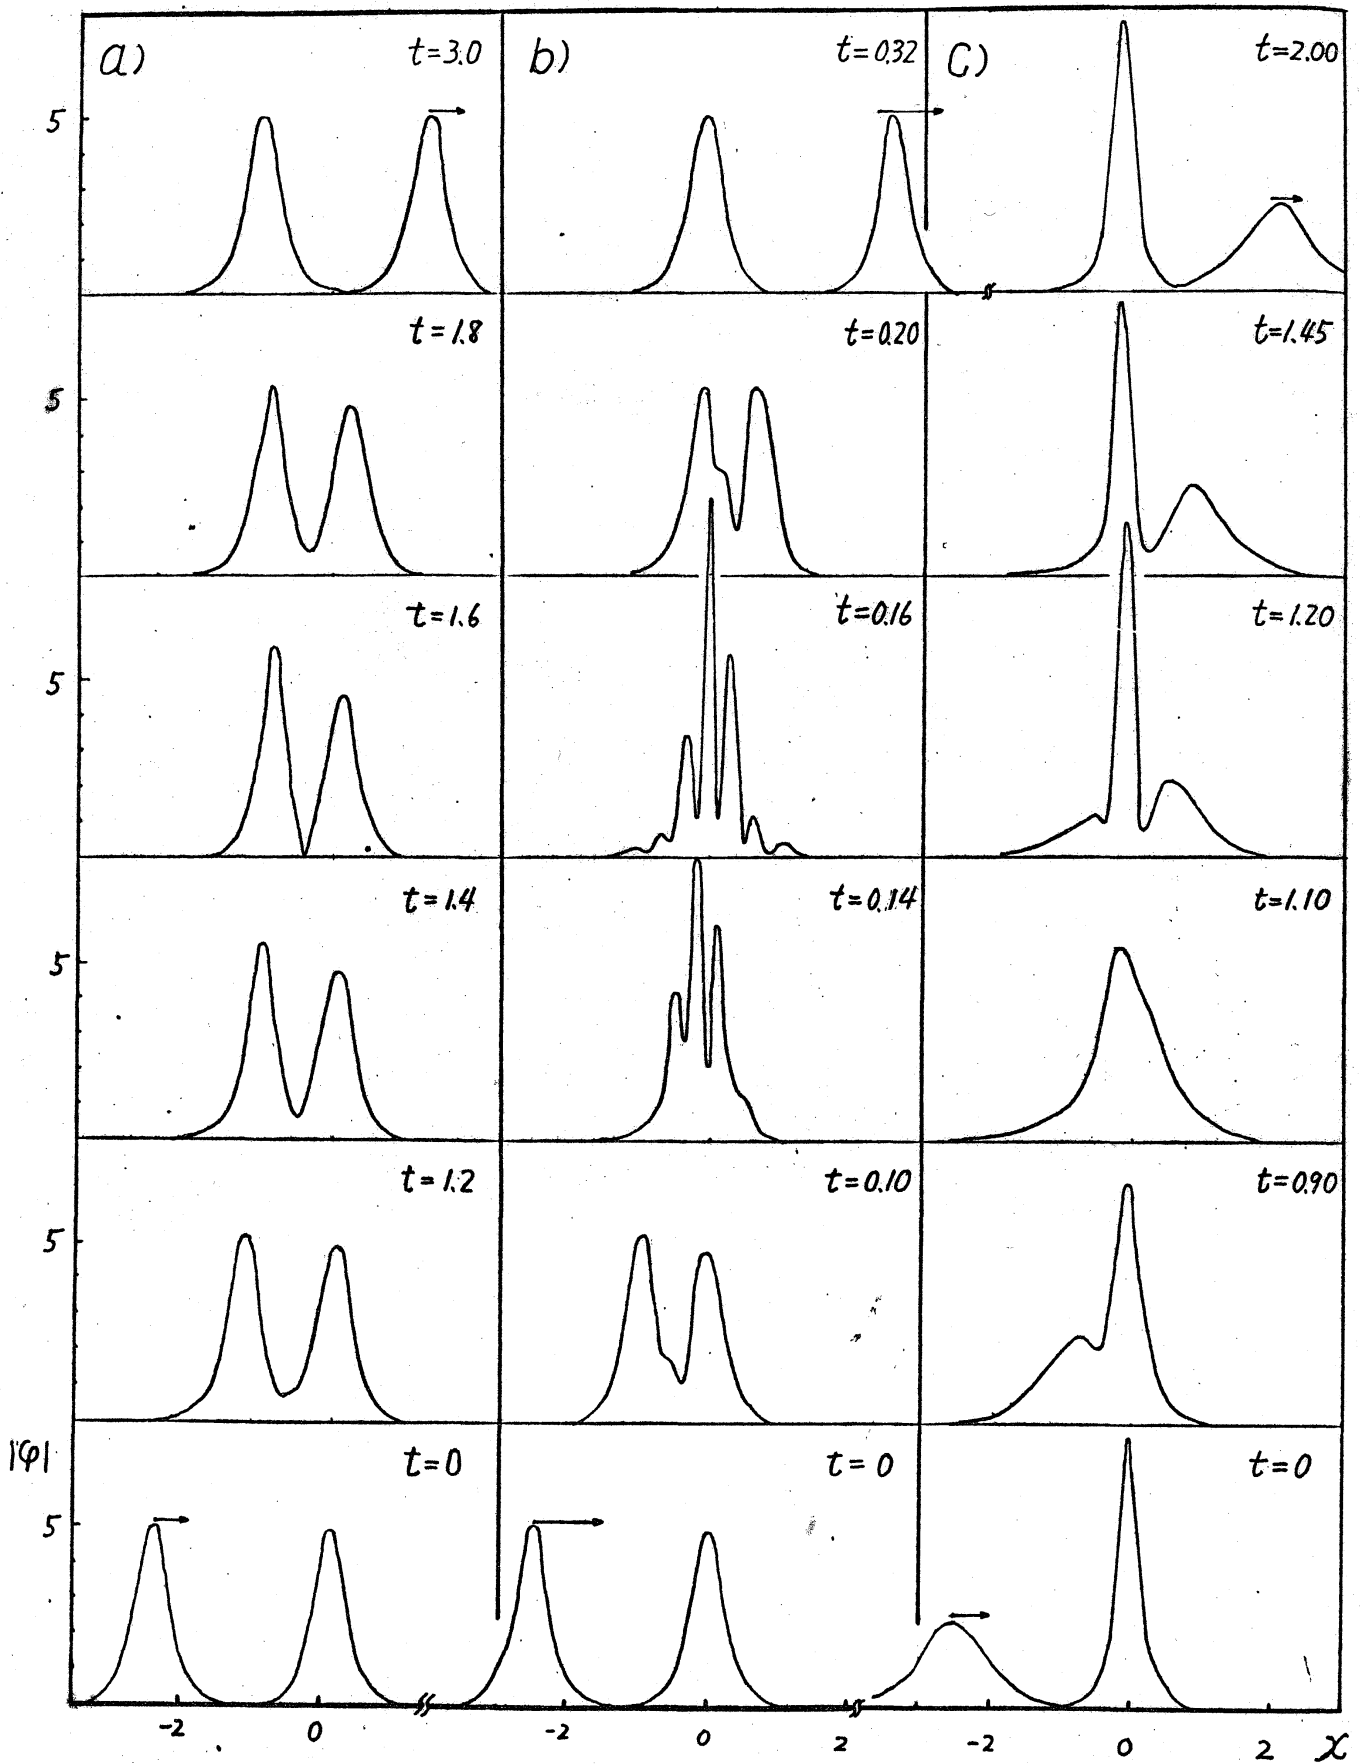 a) t=3.0 b) t=0.32 c) t=2.00
5
t=1.8 t=0.20 t=1.45
5
t=1.6 t=0.16 t=1.20
5
t=1.4 t=0.14 t=1.10
5
t=1.2 t=0.10 t=0.90
5
|φ| t=0 t=0 t=0
5
-2 0 -2 0 2 -2 0 2 x